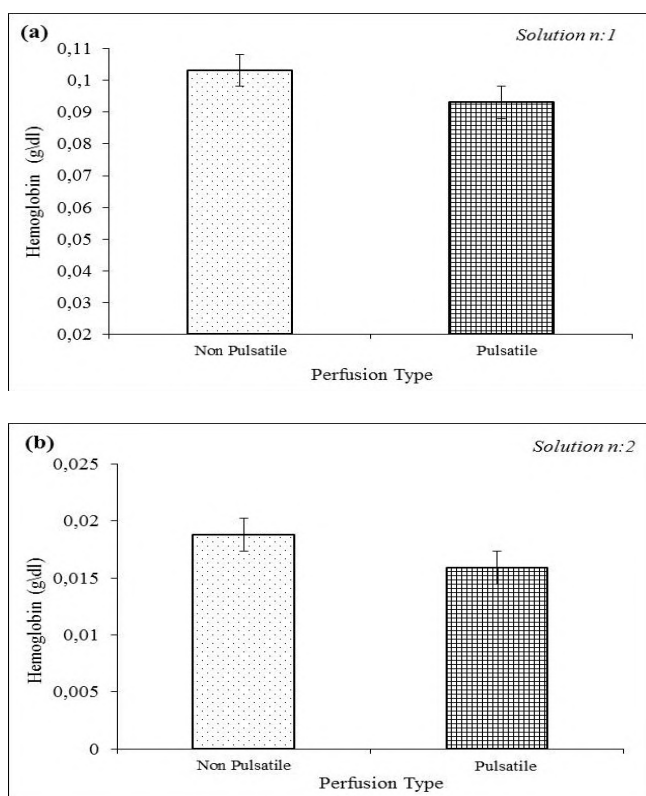 (a)
Solution n:1
Hemoglobin (g\dl)
0,11
0,1
0,09
0,08
0,07
0,06
0,05
0,04
0,03
0,02
Non Pulsatile Pulsatile
Perfusion Type
(b)
Solution n:2
Hemoglobin (g\dl)
0,025
0,02
0,015
0,01
0,005
0
Non Pulsatile Pulsatile
Perfusion Type